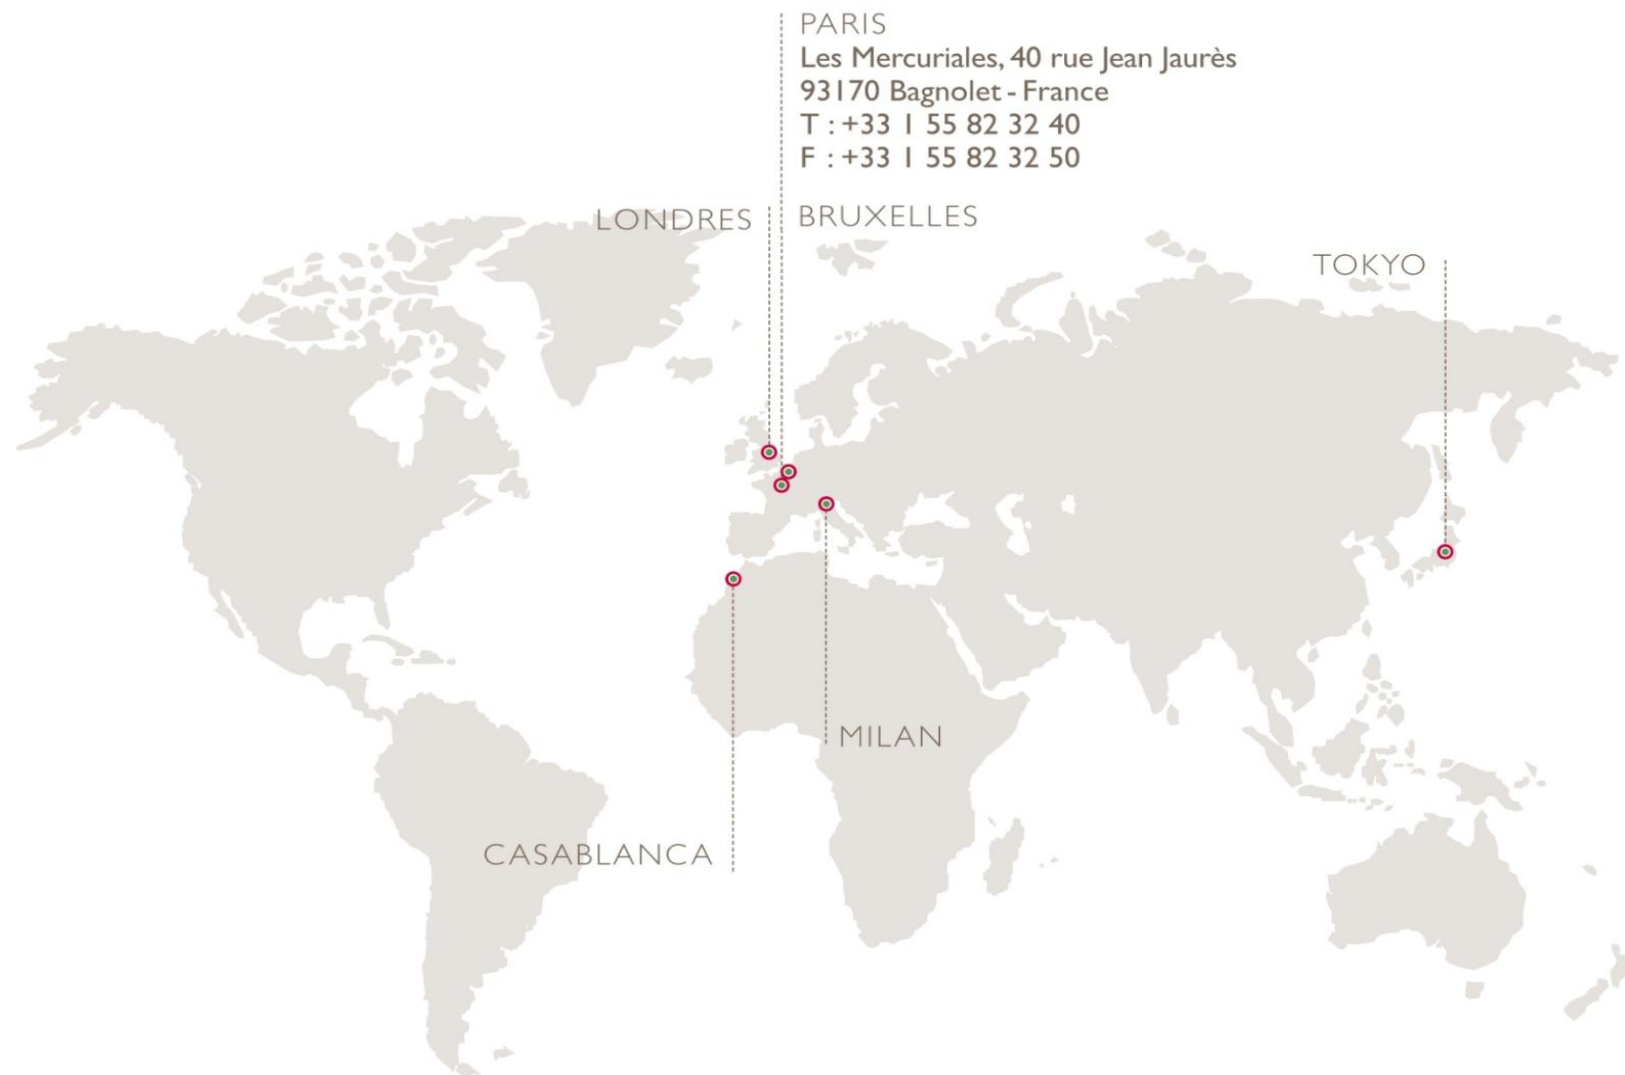 PARIS
Les Mercuriales, 40 rue Jean Jaurès
93170 Bagnolet - France
T : +33 1 55 82 32 40
F : +33 1 55 82 32 50
LONDRES
BRUXELLES
TOKYO
MILAN
CASABLANCA